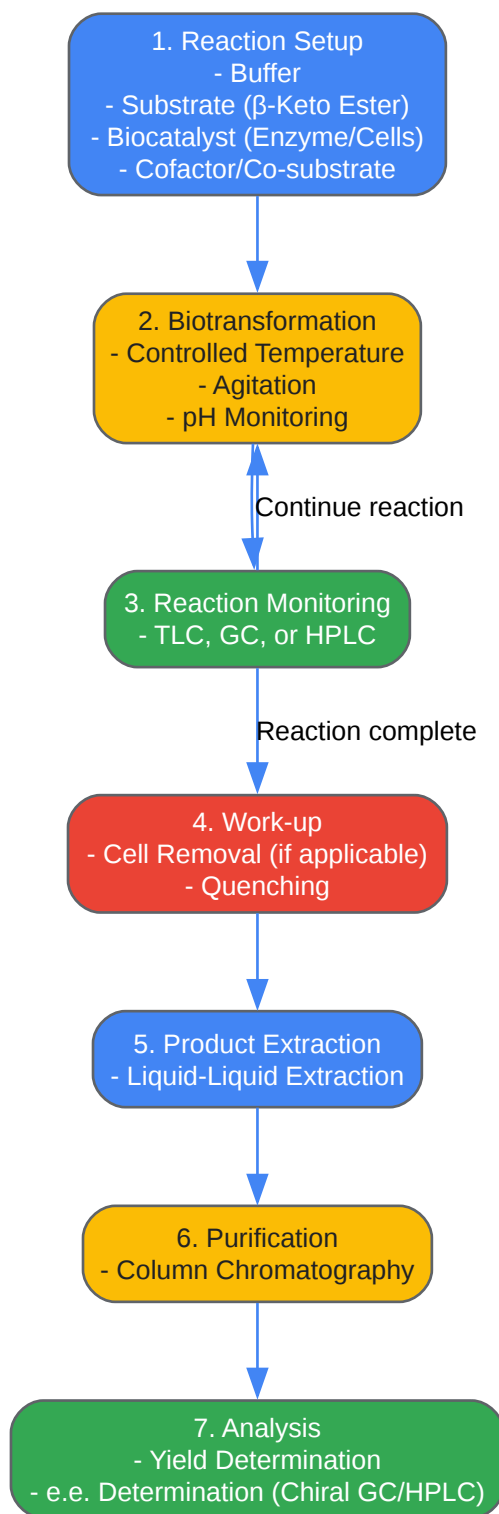 1. Reaction Setup
- Buffer
- Substrate (β-Keto Ester)
- Biocatalyst (Enzyme/Cells)
- Cofactor/Co-substrate
2. Biotransformation
- Controlled Temperature
- Agitation
- pH Monitoring
Continue reaction
3. Reaction Monitoring
- TLC, GC, or HPLC
Reaction complete
4. Work-up
- Cell Removal (if applicable)
- Quenching
5. Product Extraction
- Liquid-Liquid Extraction
6. Purification
- Column Chromatography
7. Analysis
- Yield Determination
- e.e. Determination (Chiral GC/HPLC)